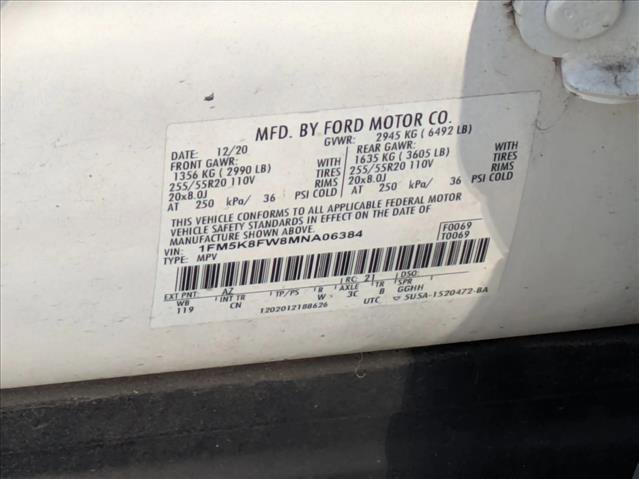 MFD. BY FORD MOTOR CO.
DATE: 12/20 GVWR: 2945 KG ( 6492 LB)
FRONT GAWR: REAR GAWR:
1356 KG ( 2990 LB) WITH 1635 KG ( 3605 LB) WITH
255/55R20 110V TIRES 255/55R20 110V TIRES
20x8.0J RIMS 20x8.0J RIMS
AT 250 kPa/ 36 PSI COLD AT 250 kPa/ 36 PSI COLD
THIS VEHICLE CONFORMS TO ALL APPLICABLE FEDERAL MOTOR
VEHICLE SAFETY STANDARDS IN EFFECT ON THE DATE OF
MANUFACTURE SHOWN ABOVE.
VIN: 1FM5K8FW8MNA06384 F0069
TYPE: MPV T0069
EXT PNT: AZ RC: 21 DSO:
WB INT TR TP/PS R AXLE SPR
119 CN W 3C B GGHH
1202012188626 UTC 5USA-1520472-BA